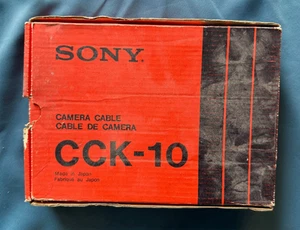 SONY.
CAMERA CABLE
CABLE DE CAMERA
CCK-10
Made in Japan
Fabriqué au Japon